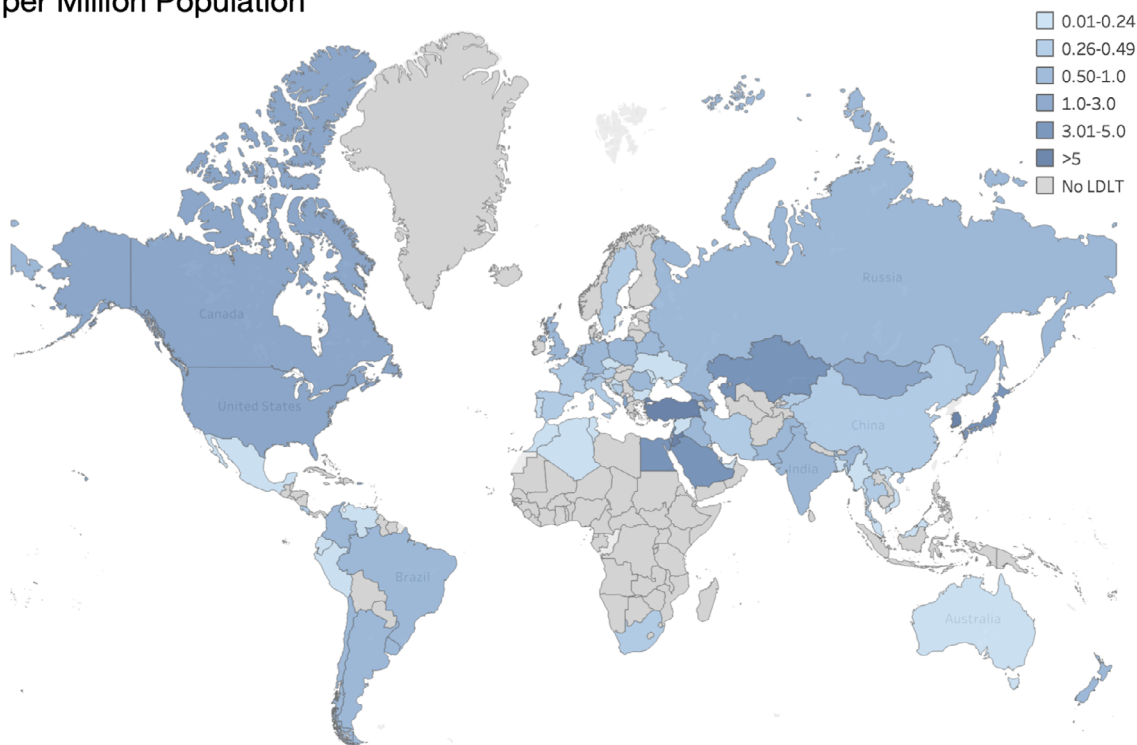 per Million Population
0.01-0.24
0.26-0.49
0.50-1.0
1.0-3.0
3.01-5.0
>5
No LDLT
Russia
Canada
United States
China
India
Brazil
Australia